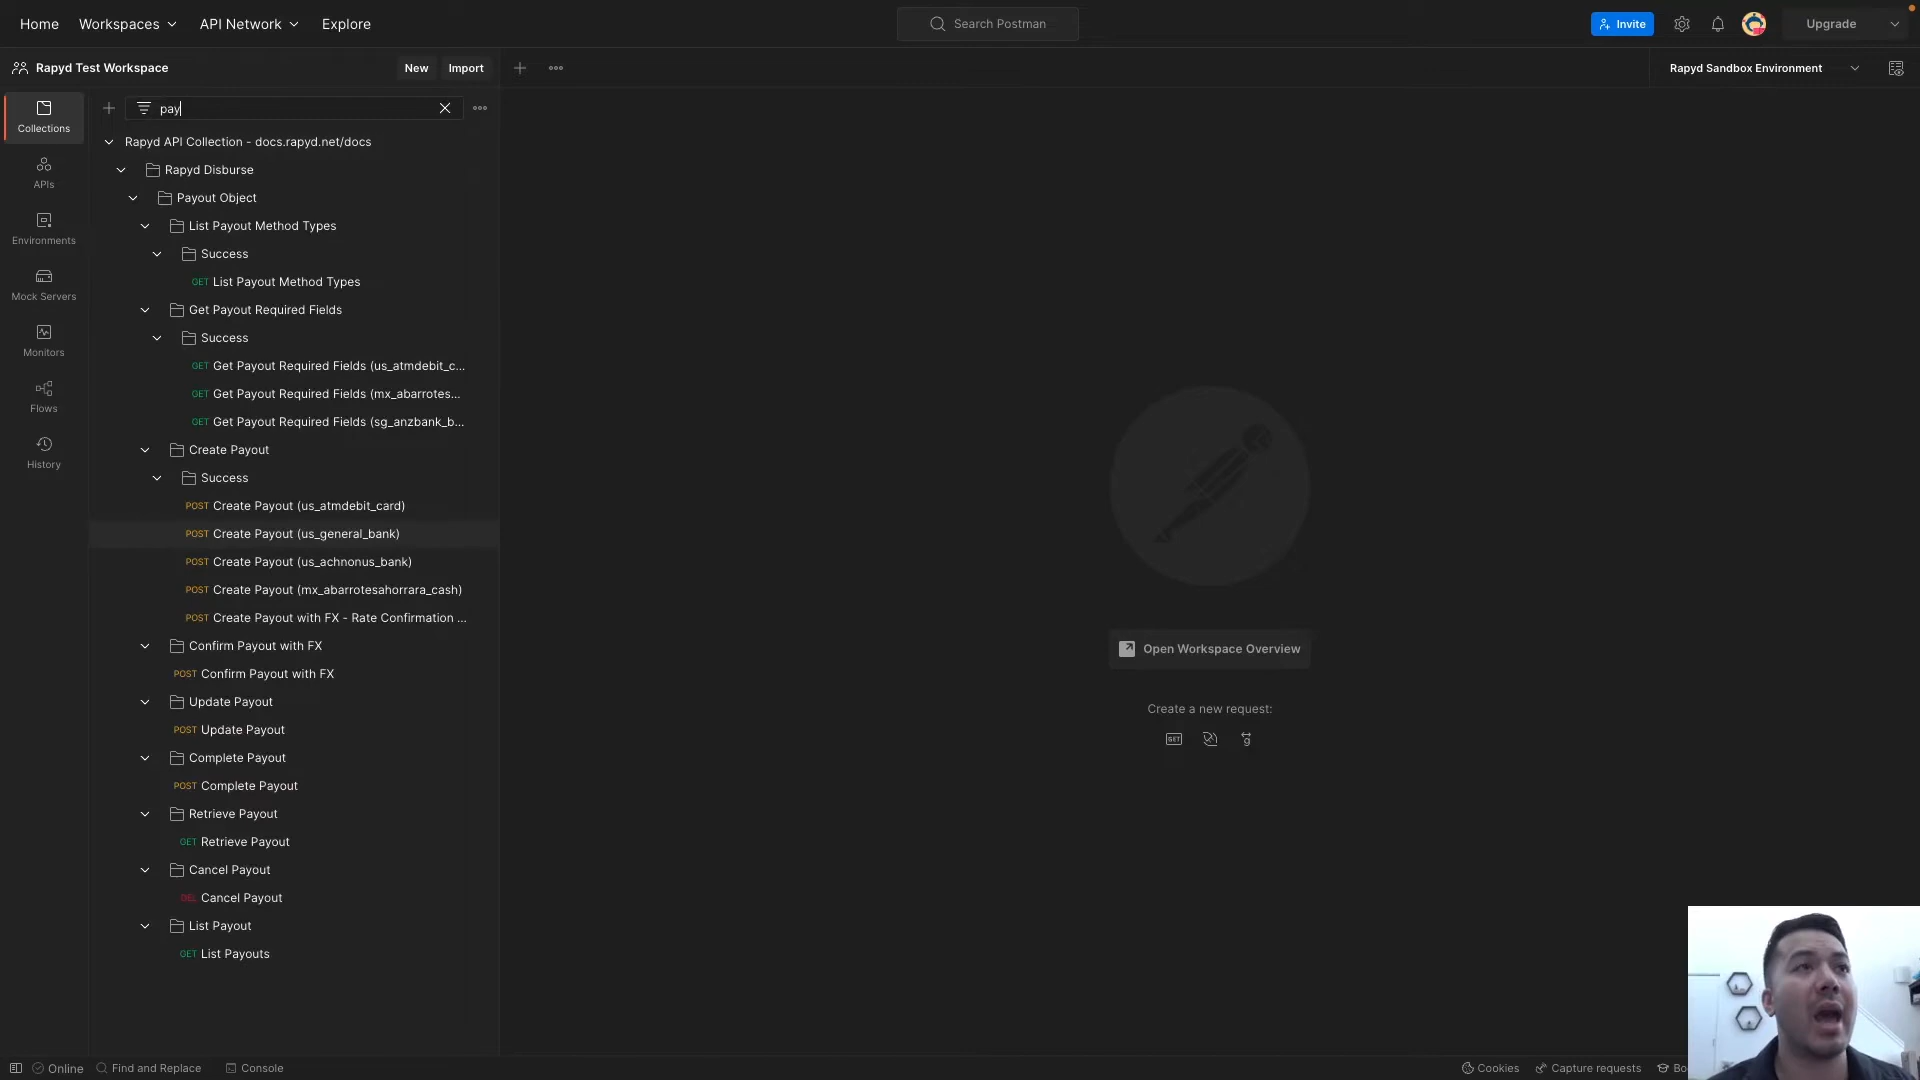 Home Workspaces API Network Explore
Search Postman
Invite
Upgrade
Rapyd Test Workspace
New Import
Rapyd Sandbox Environment
pay
Collections
APIs
Environments
Mock Servers
Monitors
Flows
History
Rapyd API Collection - docs.rapyd.net/docs
Rapyd Disburse
Payout Object
List Payout Method Types
Success
GET List Payout Method Types
Get Payout Required Fields
Success
GET Get Payout Required Fields (us_atmdebit_c...
GET Get Payout Required Fields (mx_abarrotes...
GET Get Payout Required Fields (sg_anzbank_b...
Create Payout
Success
POST Create Payout (us_atmdebit_card)
POST Create Payout (us_general_bank)
POST Create Payout (us_achnonus_bank)
POST Create Payout (mx_abarrotesahorrara_cash)
POST Create Payout with FX - Rate Confirmation ...
Confirm Payout with FX
POST Confirm Payout with FX
Update Payout
POST Update Payout
Complete Payout
POST Complete Payout
Retrieve Payout
GET Retrieve Payout
Cancel Payout
DEL Cancel Payout
List Payout
GET List Payouts
Open Workspace Overview
Create a new request:
GET
Online Find and Replace Console
Cookies Capture requests Bo